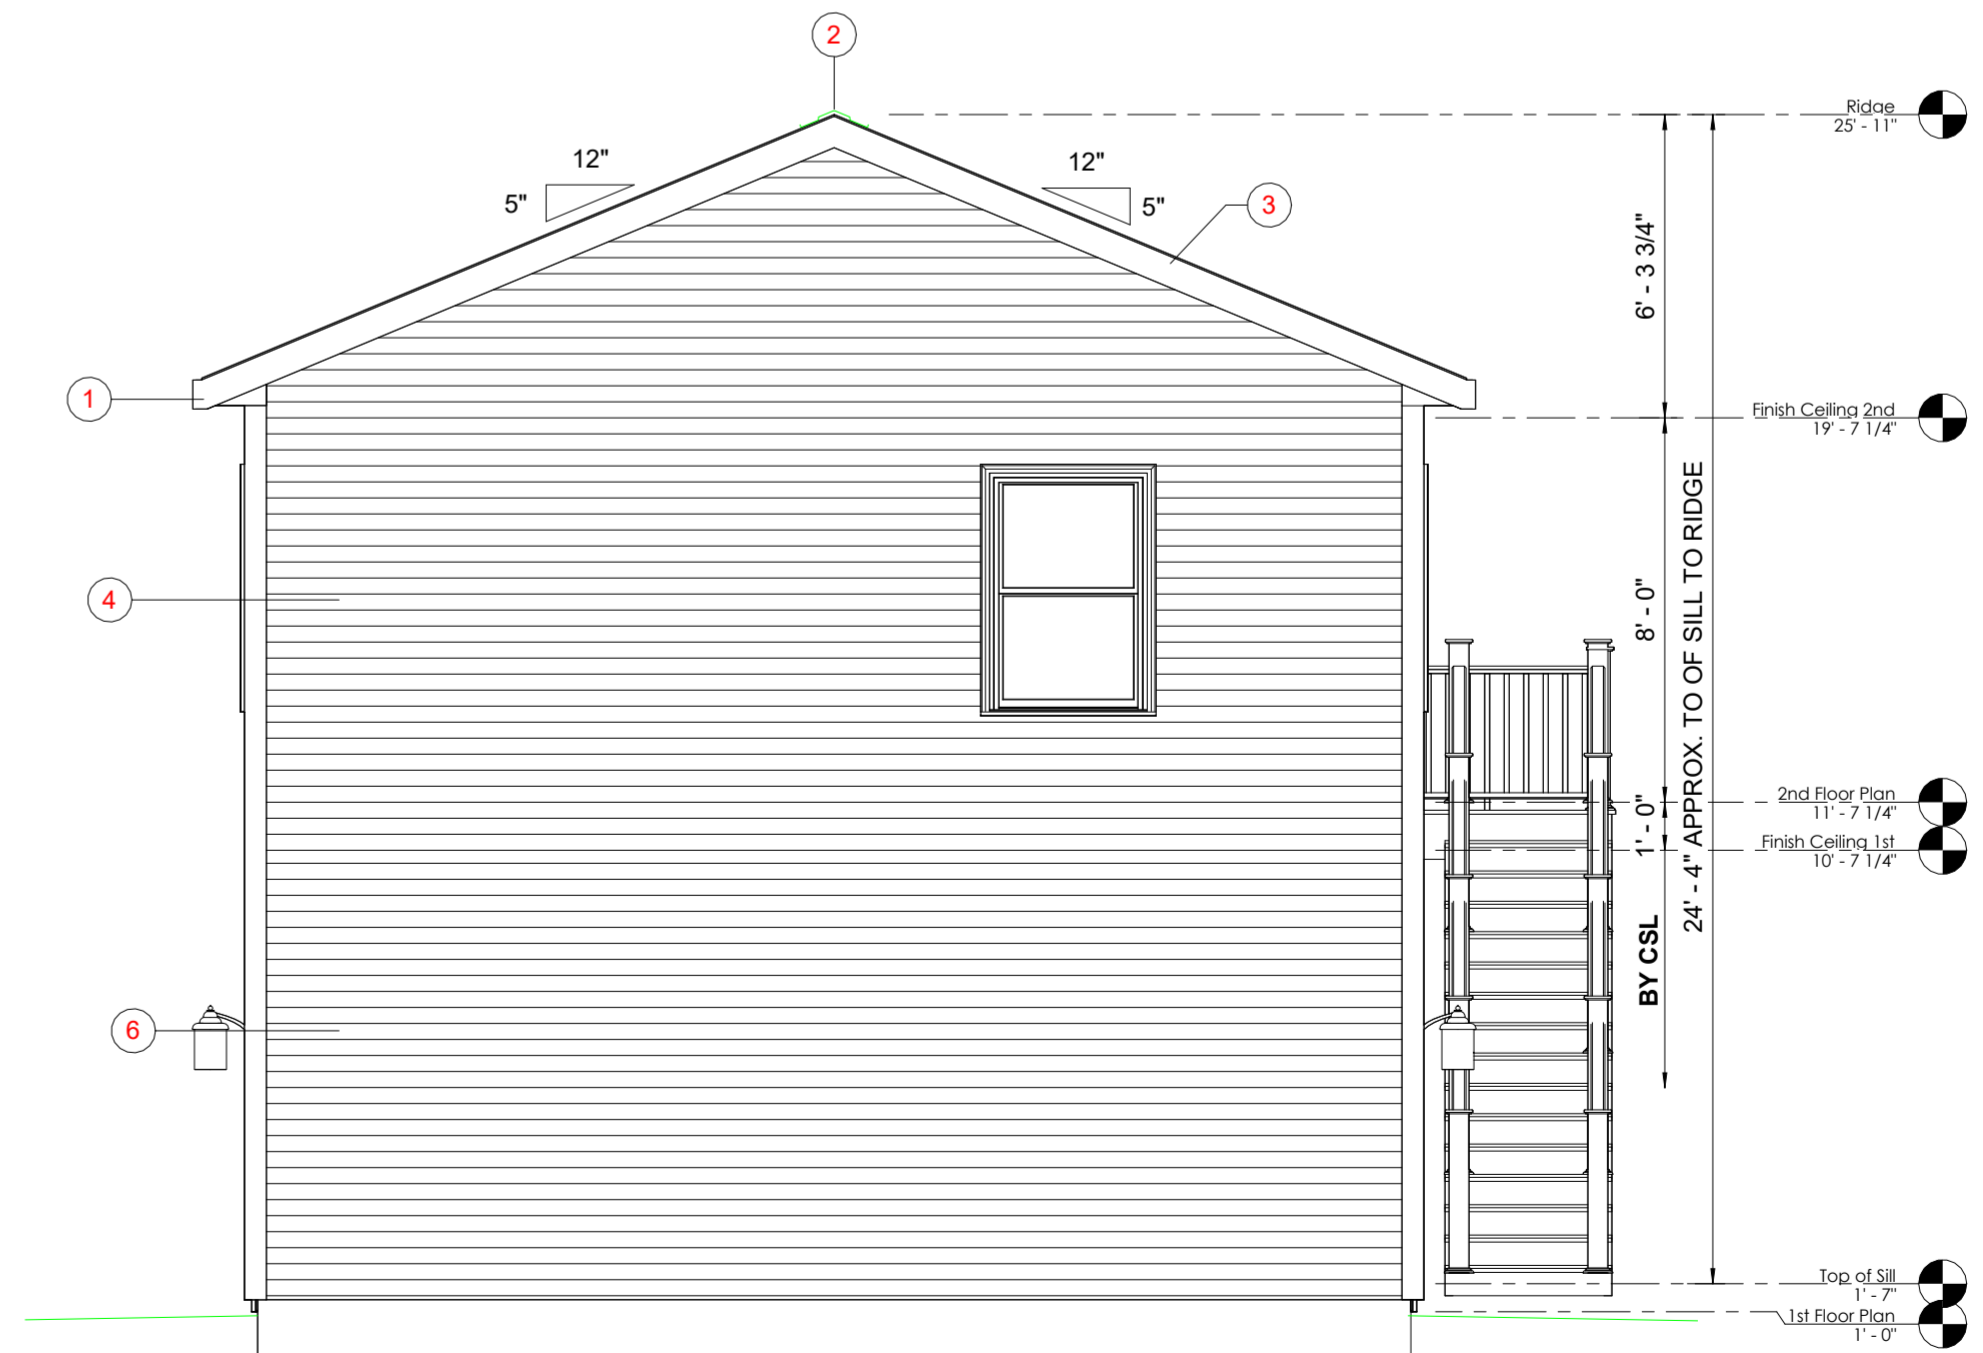 2
Ridge
25' - 11"
12"
5"
12"
5"
3
6' - 3 3/4"
1
Finish Ceiling 2nd
19' - 7 1/4"
4
8' - 0"
24' - 4" APPROX. TO OF SILL TO RIDGE
2nd Floor Plan
11' - 7 1/4"
1' - 0"
Finish Ceiling 1st
10' - 7 1/4"
BY CSL
6
Top of Sill
1' - 7"
1st Floor Plan
1' - 0"